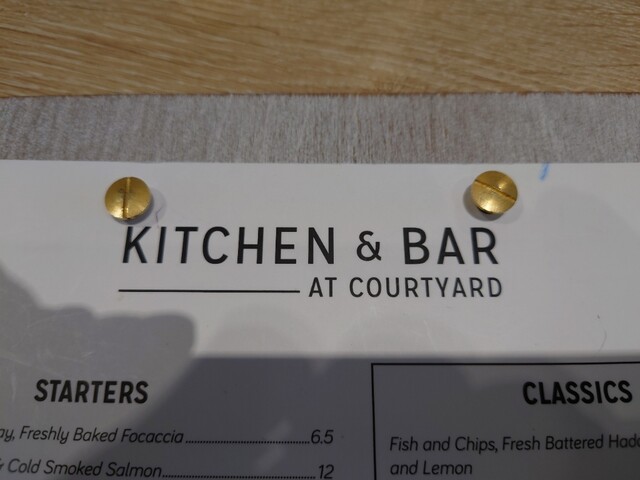 KITCHEN & BAR
AT COURTYARD
STARTERS
Freshly Baked Focaccia 6.5
Cold Smoked Salmon 12
CLASSICS
Fish and Chips, Fresh Battered
and Lemon